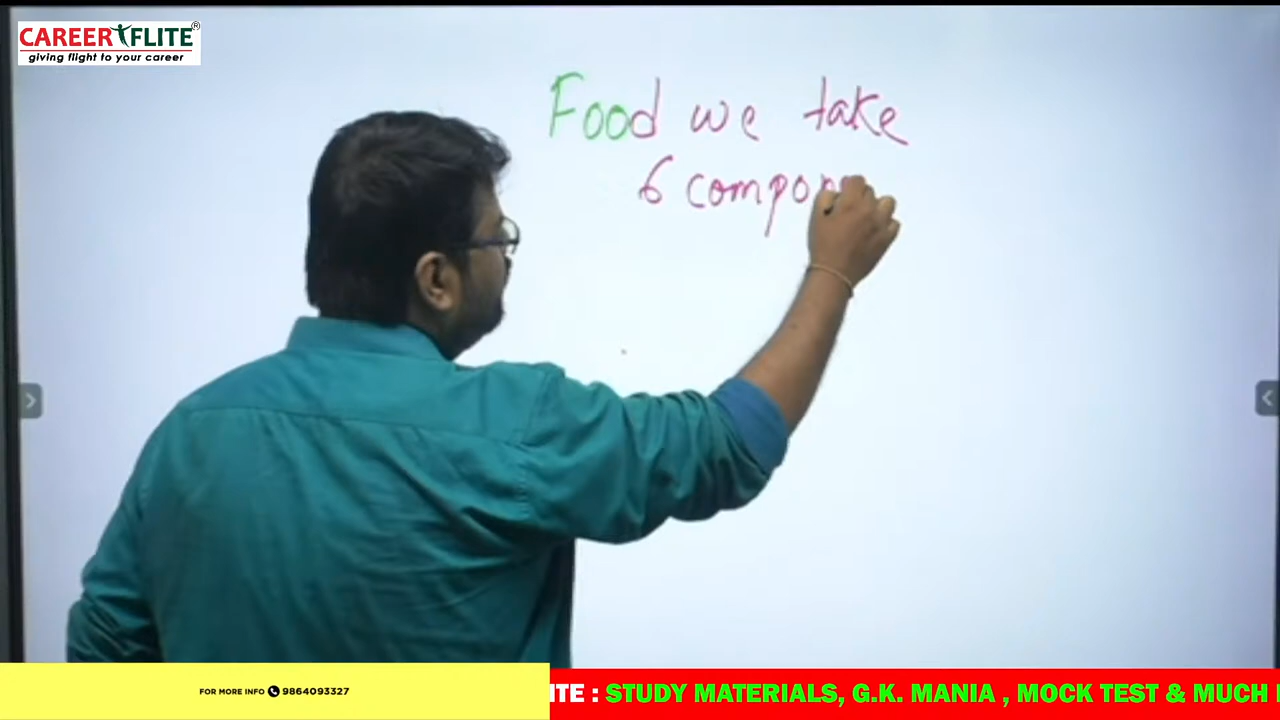 CAREER FLITE®
giving flight to your career
Food we take
6 compon
FOR MORE INFO 9864093327
ITE : STUDY MATERIALS, G.K. MANIA , MOCK TEST & MUCH